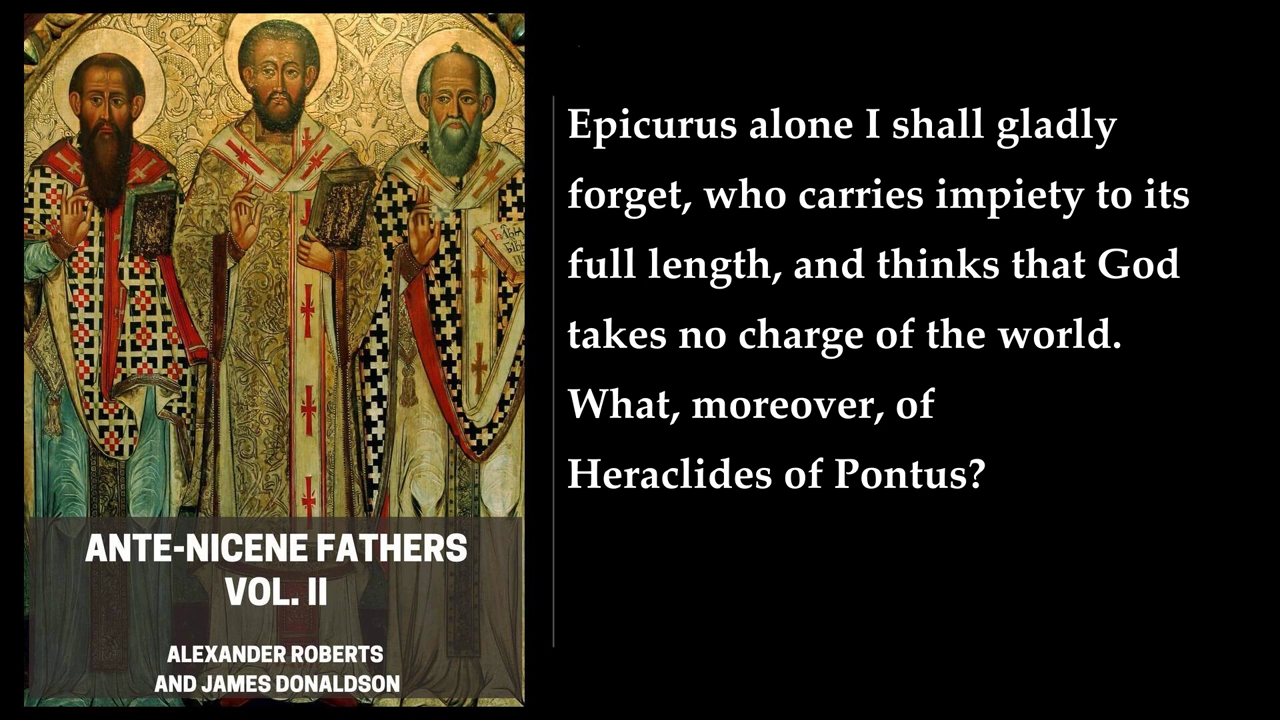 Epicurus alone I shall gladly
forget, who carries impiety to its
full length, and thinks that God
takes no charge of the world.
What, moreover, of
Heraclides of Pontus?
ANTE-NICENE FATHERS
VOL. II
ALEXANDER ROBERTS
AND JAMES DONALDSON